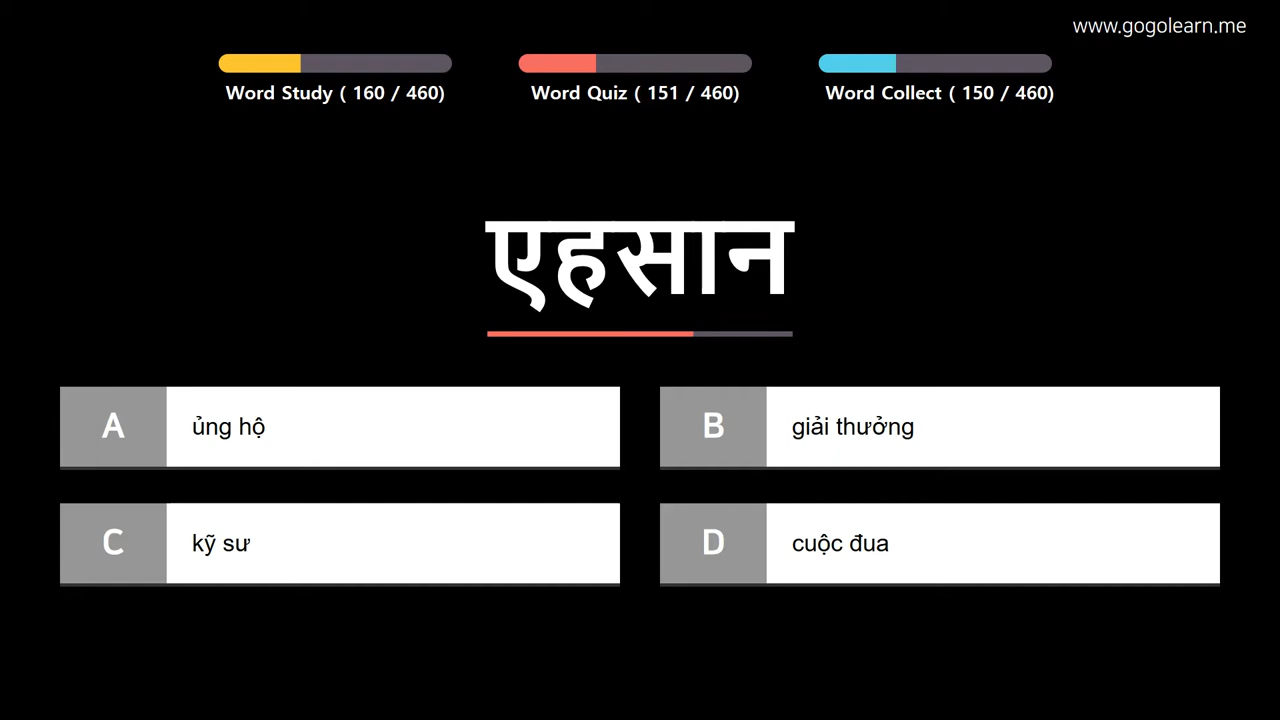 www.gogolearn.me
Word Study ( 160 / 460)
Word Quiz ( 151 / 460)
Word Collect ( 150 / 460)
एहसान
A ủng hộ
B giải thưởng
C kỹ sư
D cuộc đua